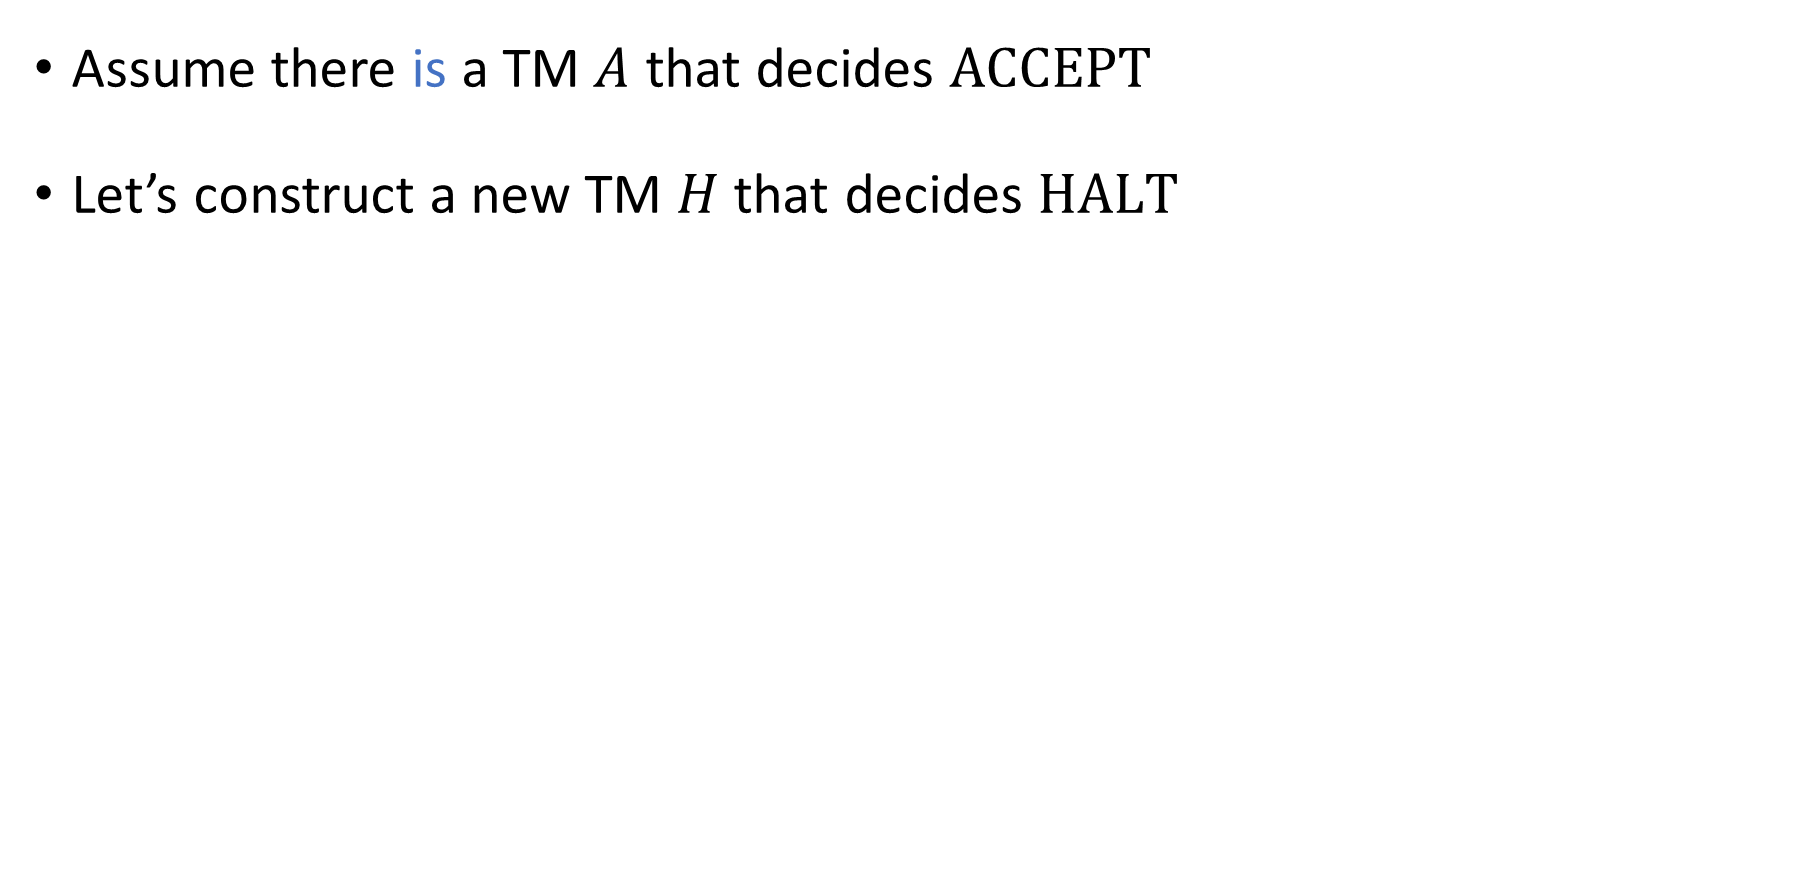 • Assume there is a TM A that decides ACCEPT
• Let’s construct a new TM H that decides HALT